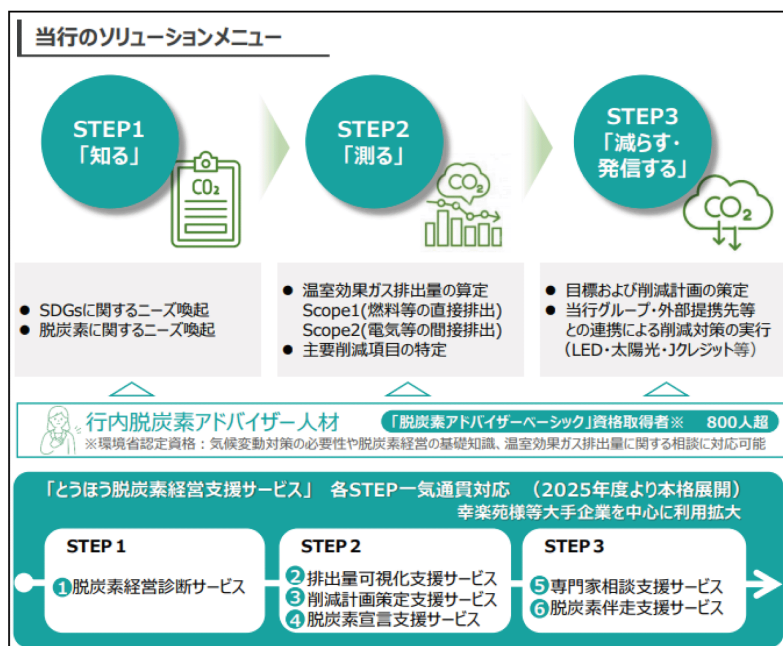 当行のソリューションメニュー
STEP1
「知る」
CO₂
STEP2
「測る」
CO₂
STEP3
「減らす・
発信する」
CO₂
● SDGsに関するニーズ喚起
● 脱炭素に関するニーズ喚起
● 温室効果ガス排出量の算定
Scope1(燃料等の直接排出)
Scope2(電気等の間接排出)
● 主要削減項目の特定
● 目標および削減計画の策定
● 当行グループ・外部提携先等
との連携による削減対策の実行
（LED・太陽光・Jクレジット等）
行内脱炭素アドバイザー人材 「脱炭素アドバイザーベーシック」資格取得者※ 800人超
※環境省認定資格：気候変動対策の必要性や脱炭素経営の基礎知識、温室効果ガス排出量に関する相談に対応可能
「とうほう脱炭素経営支援サービス」 各STEP一気通貫対応 （2025年度より本格展開）
幸楽苑様等大手企業を中心に利用拡大
STEP1
❶脱炭素経営診断サービス
STEP2
❷排出量可視化支援サービス
❸削減計画策定支援サービス
❹脱炭素宣言支援サービス
STEP3
❺専門家相談支援サービス
❻脱炭素伴走支援サービス